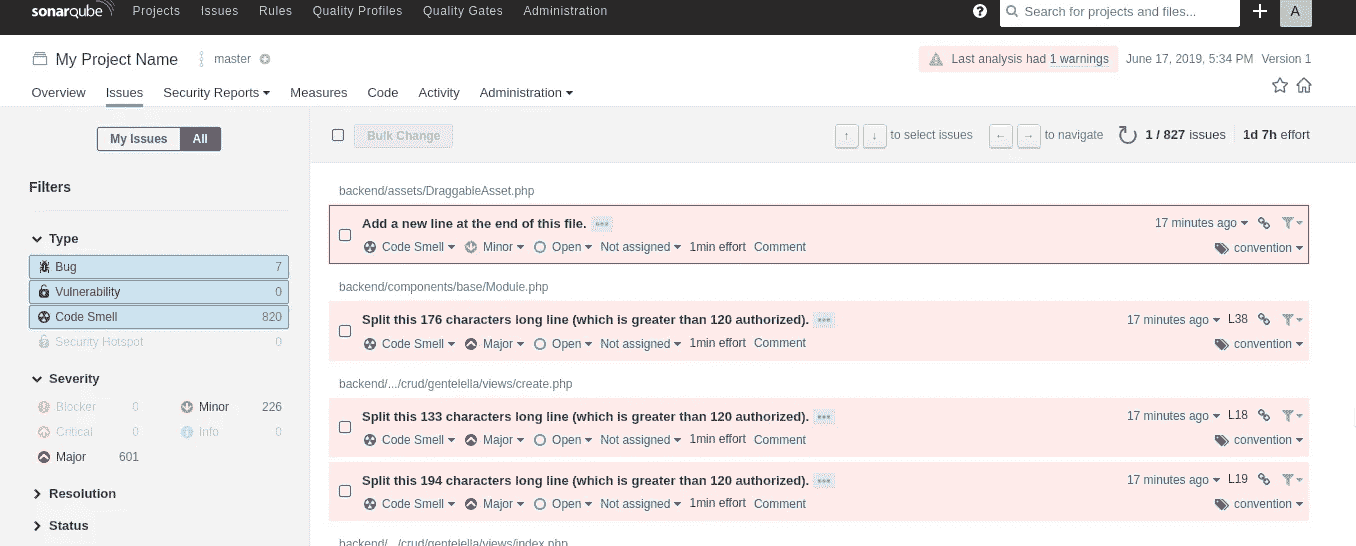 sonarqube Projects Issues Rules Quality Profiles Quality Gates Administration ? Search for projects and files... + A
My Project Name master Last analysis had 1 warnings June 17, 2019, 5:34 PM Version 1
Overview Issues Security Reports Measures Code Activity Administration
My Issues All
Bulk Change ↑ ↓ to select issues ← → to navigate 1 / 827 issues 1d 7h effort
Filters
Type
Bug 7
Vulnerability 0
Code Smell 820
Security Hotspot 0
Severity
Blocker 0 Minor 226
Critical 0 Info 0
Major 601
Resolution
Status
backend/assets/DraggableAsset.php
Add a new line at the end of this file. 17 minutes ago
Code Smell Minor Open Not assigned 1min effort Comment convention
backend/components/base/Module.php
Split this 176 characters long line (which is greater than 120 authorized). 17 minutes ago L38
Code Smell Major Open Not assigned 1min effort Comment convention
backend/.../crud/gentelella/views/create.php
Split this 133 characters long line (which is greater than 120 authorized). 17 minutes ago L18
Code Smell Major Open Not assigned 1min effort Comment convention
Split this 194 characters long line (which is greater than 120 authorized). 17 minutes ago L19
Code Smell Major Open Not assigned 1min effort Comment convention
backend/.../crud/gentelella/views/index.php